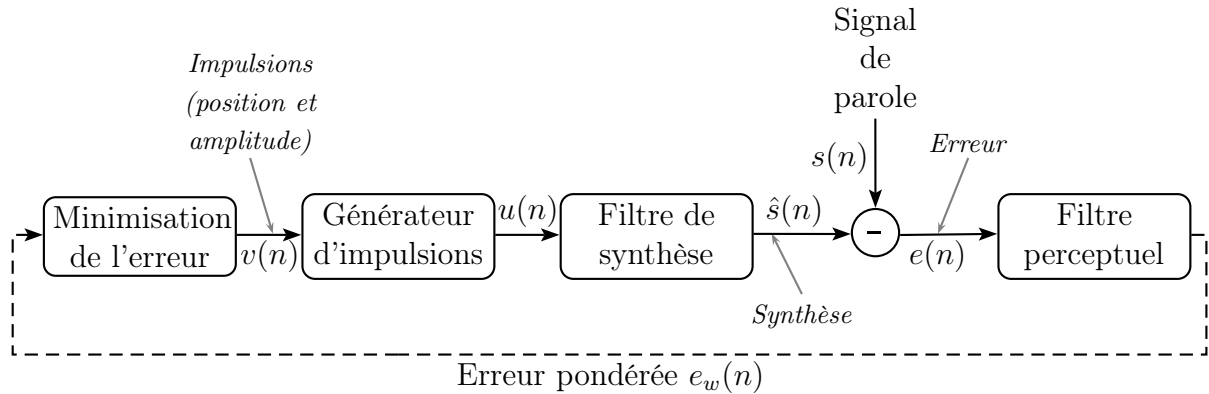 Signal
de
parole
Impulsions
(position et
amplitude)
s(n)
Erreur
Minimisation
de l'erreur
v(n)
Générateur
d'impulsions
u(n)
Filtre de
synthèse
ŝ(n)
-
e(n)
Filtre
perceptuel
Synthèse
Erreur pondérée e_w(n)